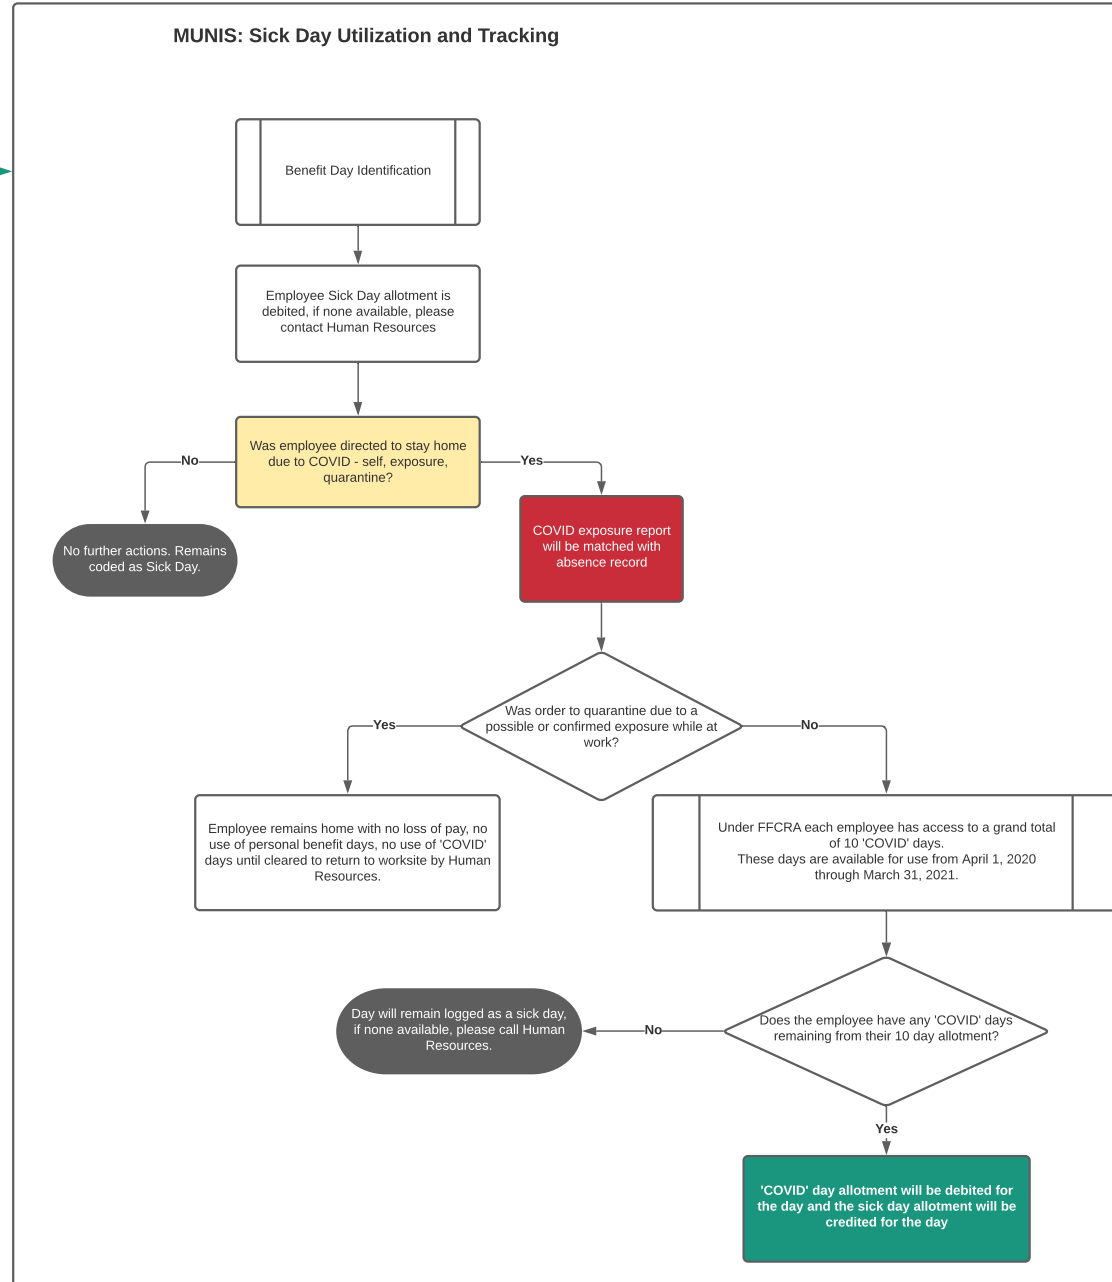 MUNIS: Sick Day Utilization and Tracking
Benefit Day Identification
Employee Sick Day allotment is
debited, if none available, please
contact Human Resources
Was employee directed to stay home
due to COVID - self, exposure,
quarantine?
No
Yes
No further actions. Remains
coded as Sick Day.
COVID exposure report
will be matched with
absence record
Was order to quarantine due to a
possible or confirmed exposure while at
work?
Yes
No
Employee remains home with no loss of pay, no
use of personal benefit days, no use of 'COVID'
days until cleared to return to worksite by Human
Resources.
Under FFCRA each employee has access to a grand total
of 10 'COVID' days.
These days are available for use from April 1, 2020
through March 31, 2021.
Does the employee have any 'COVID' days
remaining from their 10 day allotment?
No
Day will remain logged as a sick day,
if none available, please call Human
Resources.
Yes
'COVID' day allotment will be debited for
the day and the sick day allotment will be
credited for the day